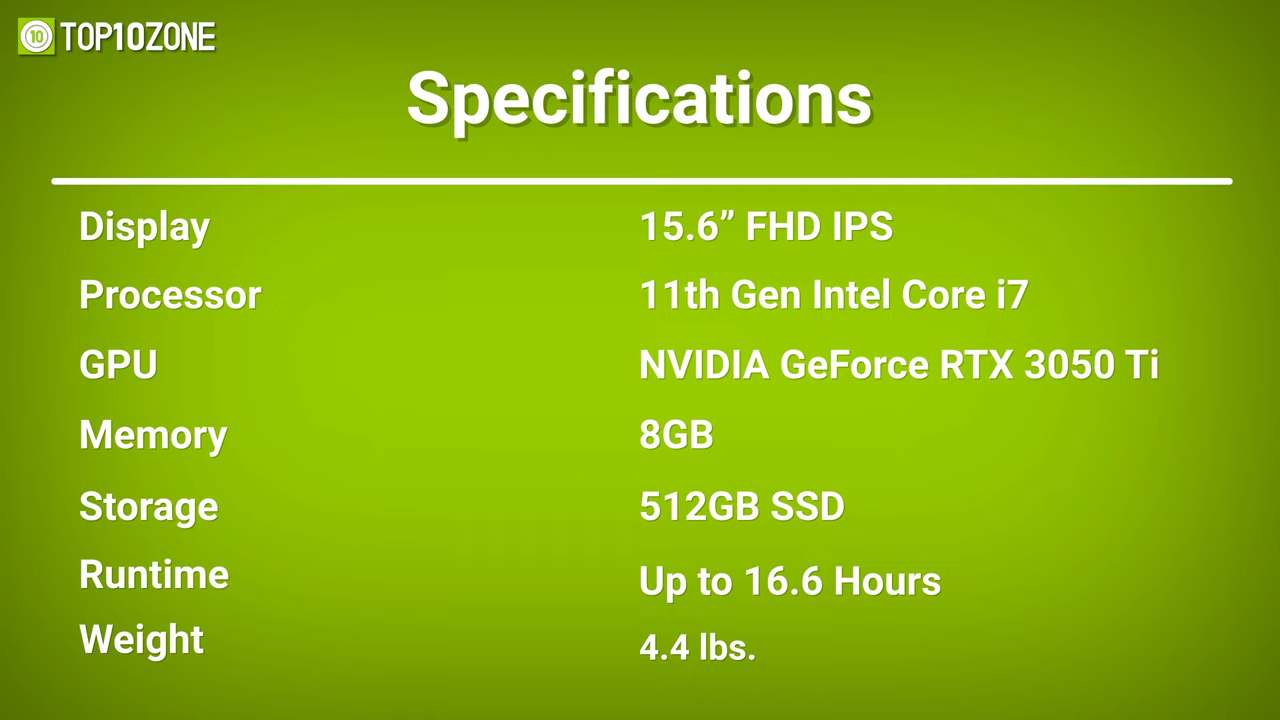 10 TOP10ZONE
Specifications
Display 15.6” FHD IPS
Processor 11th Gen Intel Core i7
GPU NVIDIA GeForce RTX 3050 Ti
Memory 8GB
Storage 512GB SSD
Runtime Up to 16.6 Hours
Weight 4.4 lbs.